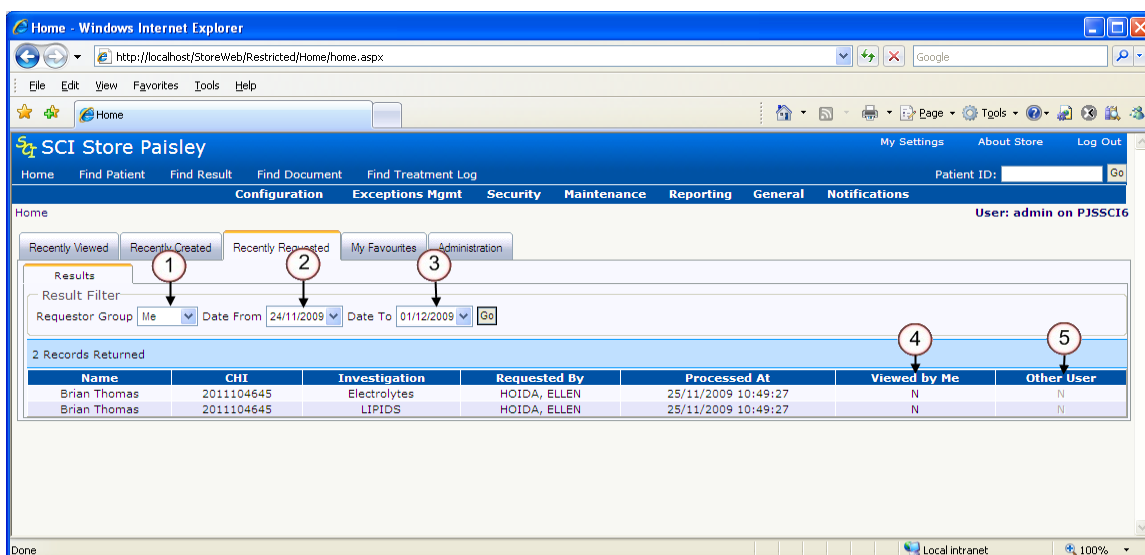 Home - Windows Internet Explorer
http://localhost/StoreWeb/Restricted/Home/home.aspx Google
File Edit View Favorites Tools Help
Home Page Tools
SCI Store Paisley My Settings About Store Log Out
Home Find Patient Find Result Find Document Find Treatment Log Patient ID: Go
Configuration Exceptions Mgmt Security Maintenance Reporting General Notifications
Home User: admin on PJSSCI6
Recently Viewed Recently Created Recently Requested My Favourites Administration
1 2 3
Results
Result Filter
Requestor Group Me Date From 24/11/2009 Date To 01/12/2009 Go
4 5
2 Records Returned
Name CHI Investigation Requested By Processed At Viewed by Me Other User
Brian Thomas 2011104645 Electrolytes HOIDA, ELLEN 25/11/2009 10:49:27 N N
Brian Thomas 2011104645 LIPIDS HOIDA, ELLEN 25/11/2009 10:49:27 N N
Done Local intranet 100%